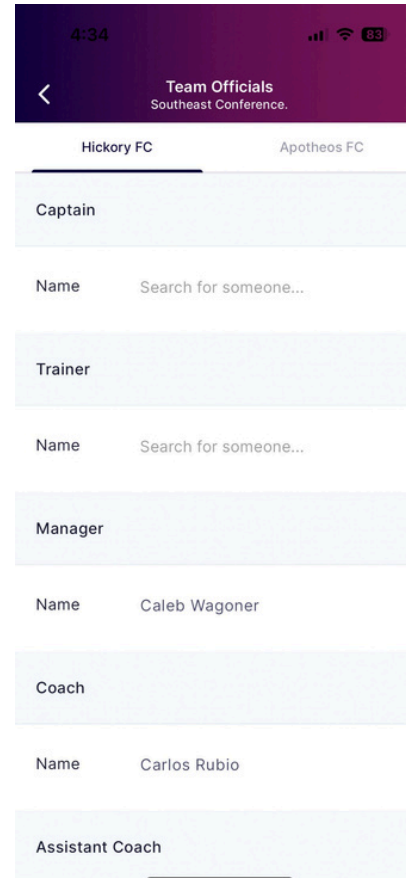 4:34
83
Team Officials
Southeast Conference.
Hickory FC
Apotheos FC
Captain
Name
Search for someone...
Trainer
Name
Search for someone...
Manager
Name
Caleb Wagoner
Coach
Name
Carlos Rubio
Assistant Coach